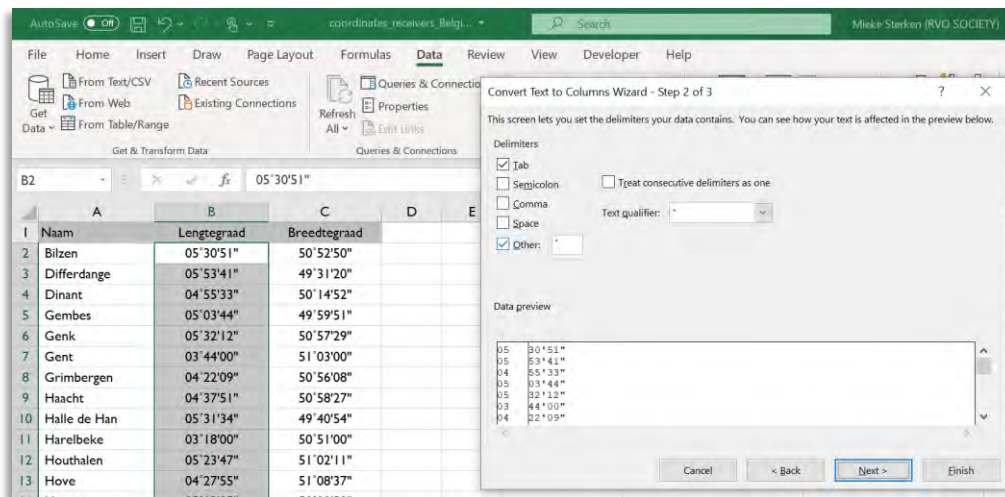 AutoSave Off coordinates_receivers_Belgi... Search Mieke Sterken (RVO SOCIETY)
File Home Insert Draw Page Layout Formulas Data Review View Developer Help
From Text/CSV Recent Sources Queries & Connectio
From Web Existing Connections Properties
Get Data From Table/Range Refresh All Edit Links
Get & Transform Data Queries & Connections
B2 fx 05°30'51"
A B C D E
1 Naam Lengtegraad Breedtegraad
2 Bilzen 05°30'51" 50°52'50"
3 Differdange 05°53'41" 49°31'20"
4 Dinant 04°55'33" 50°14'52"
5 Gembes 05°03'44" 49°59'51"
6 Genk 05°32'12" 50°57'29"
7 Gent 03°44'00" 51°03'00"
8 Grimbergen 04°22'09" 50°56'08"
9 Haacht 04°37'51" 50°58'27"
10 Halle de Han 05°31'34" 49°40'54"
11 Harelbeke 03°18'00" 50°51'00"
12 Houthalen 05°23'47" 51°02'11"
13 Hove 04°27'55" 51°08'37"
Convert Text to Columns Wizard - Step 2 of 3 ? ×
This screen lets you set the delimiters your data contains. You can see how your text is affected in the preview below.
Delimiters
Tab
Semicolon Treat consecutive delimiters as one
Comma Text qualifier: "
Space
Other: °
Data preview
05 30'51"
05 53'41"
04 55'33"
05 03'44"
05 32'12"
03 44'00"
04 22'09"
Cancel < Back Next > Finish